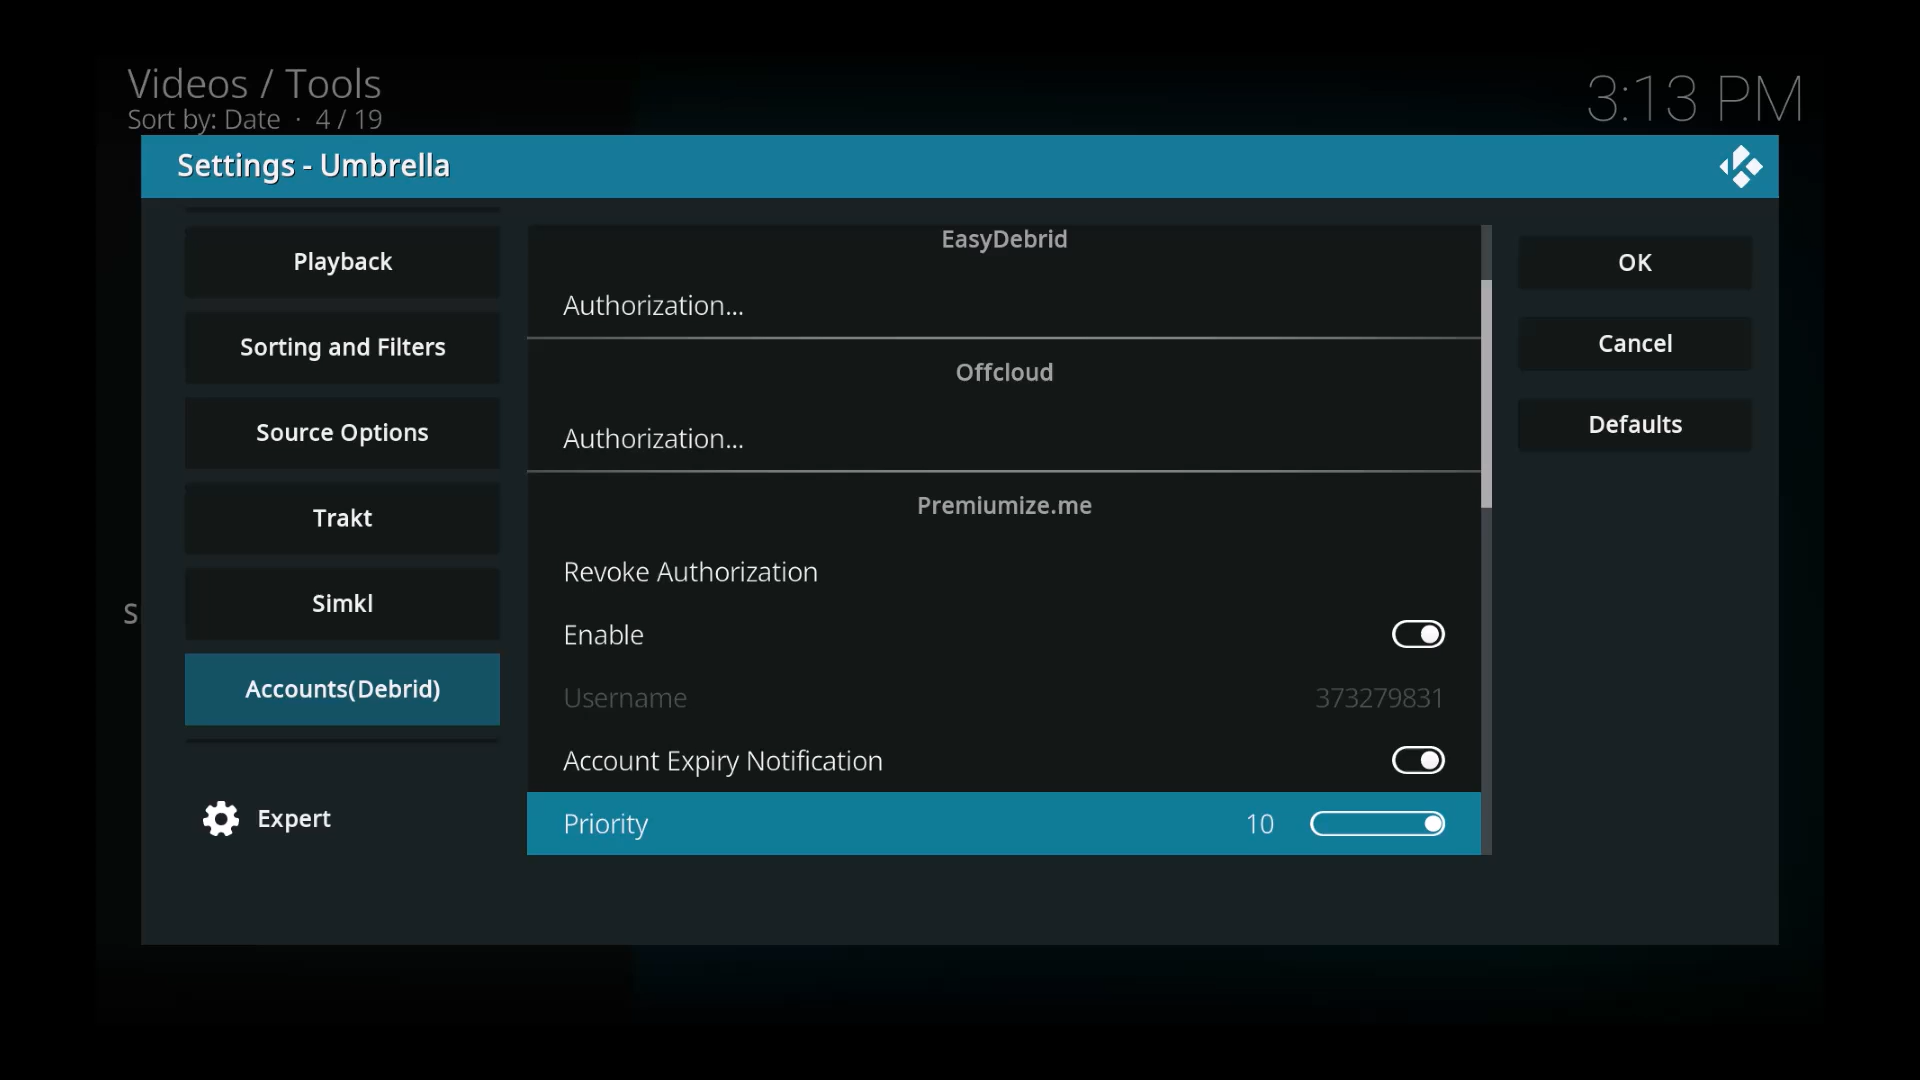 Videos / Tools
Sort by: Date · 4 / 19
3:13 PM
Settings - Umbrella
Playback
Sorting and Filters
Source Options
Trakt
Simkl
Accounts(Debrid)
Expert
EasyDebrid
Authorization...
Offcloud
Authorization...
Premiumize.me
Revoke Authorization
Enable
Username 373279831
Account Expiry Notification
Priority 10
OK
Cancel
Defaults
S